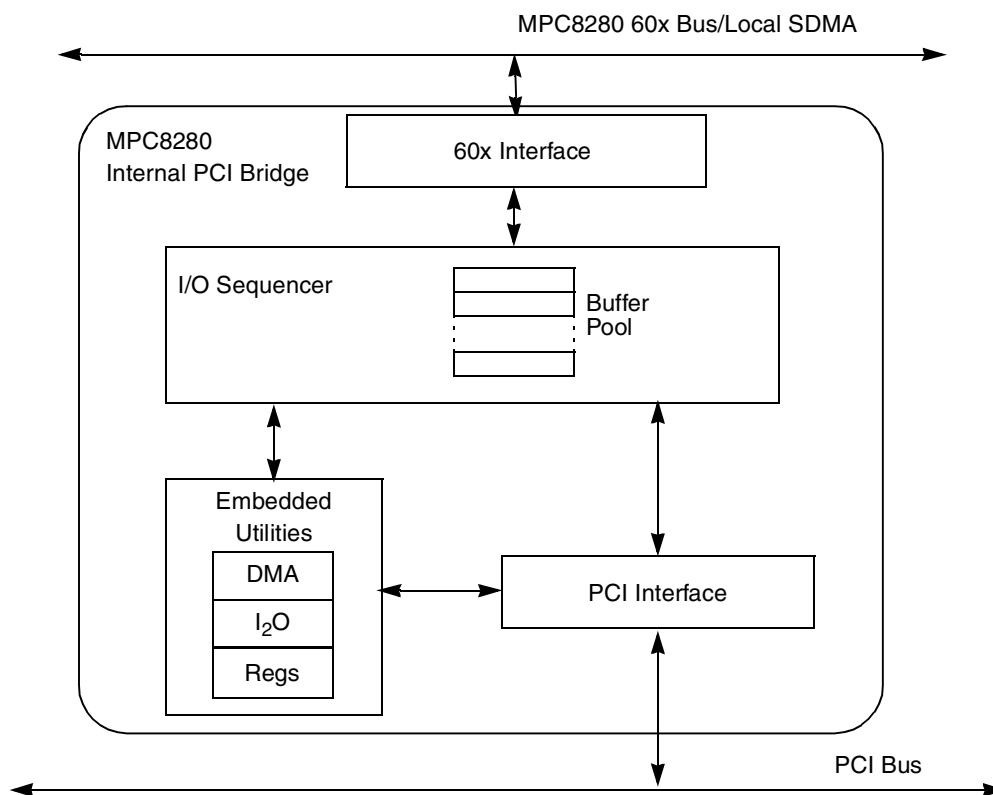 MPC8280 60x Bus/Local SDMA
MPC8280
Internal PCI Bridge
60x Interface
I/O Sequencer
Buffer
Pool
Embedded
Utilities
DMA
I₂O
Regs
PCI Interface
PCI Bus